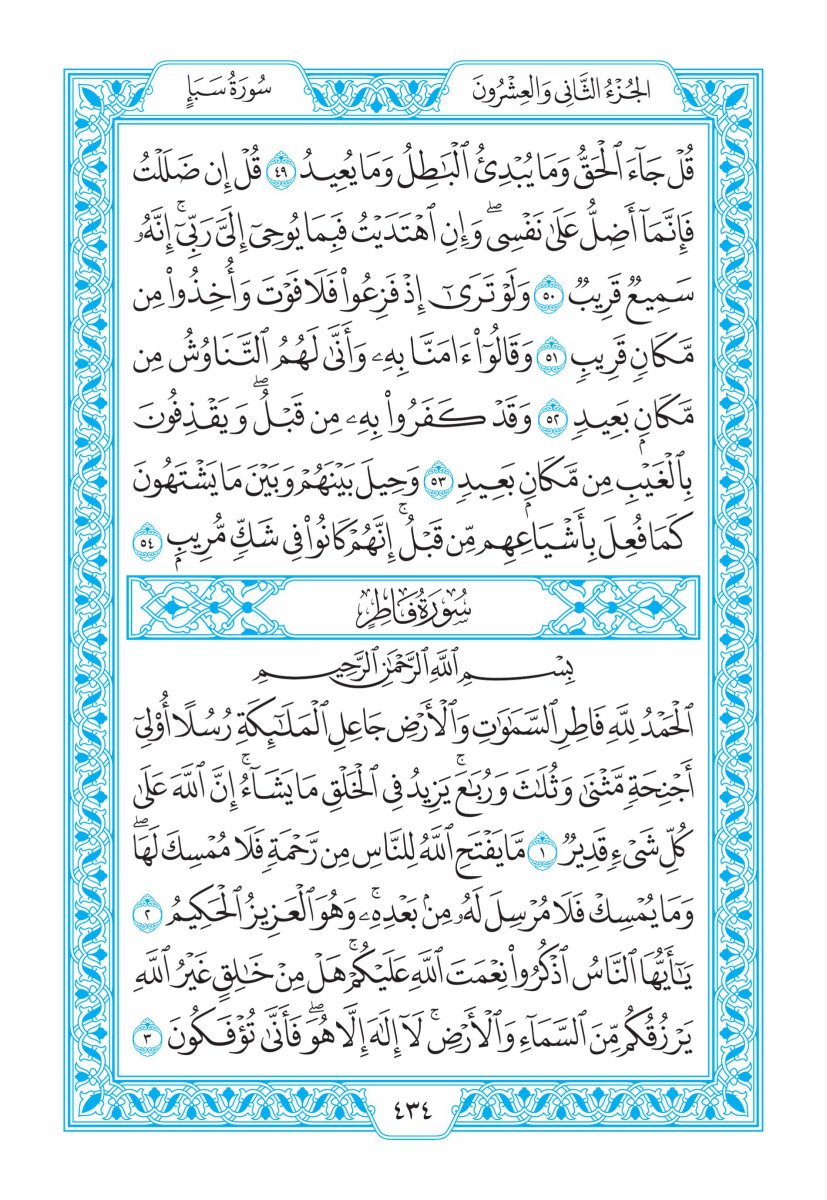 الجُزْءُ الثَّانِي وَالعِشْرُونَ
سُورَةُ سَبَإٍ
قُلْ جَآءَ ٱلْحَقُّ وَمَا يُبْدِئُ ٱلْبَٰطِلُ وَمَا يُعِيدُ ٤٩ قُلْ إِن ضَلَلْتُ
فَإِنَّمَآ أَضِلُّ عَلَىٰ نَفْسِىۖ وَإِنِ ٱهْتَدَيْتُ فَبِمَا يُوحِىٓ إِلَىَّ رَبِّىٓۚ إِنَّهُۥ
سَمِيعٌۭ قَرِيبٌۭ ٥٠ وَلَوْ تَرَىٰٓ إِذْ فَزِعُوا۟ فَلَا فَوْتَ وَأُخِذُوا۟ مِن
مَّكَانٍۢ قَرِيبٍۢ ٥١ وَقَالُوٓا۟ ءَامَنَّا بِهِۦ وَأَنَّىٰ لَهُمُ ٱلتَّنَاوُشُ مِن
مَّكَانٍۭ بَعِيدٍۢ ٥٢ وَقَدْ كَفَرُوا۟ بِهِۦ مِن قَبْلُۖ وَيَقْذِفُونَ
بِٱلْغَيْبِ مِن مَّكَانٍۭ بَعِيدٍۢ ٥٣ وَحِيلَ بَيْنَهُمْ وَبَيْنَ مَا يَشْتَهُونَ
كَمَا فُعِلَ بِأَشْيَاعِهِم مِّن قَبْلُۚ إِنَّهُمْ كَانُوا۟ فِى شَكٍّۢ مُّرِيبٍۭ ٥٤
سُورَةُ فَاطِرٍ
بِسْمِ ٱللَّهِ ٱلرَّحْمَٰنِ ٱلرَّحِيمِ
ٱلْحَمْدُ لِلَّهِ فَاطِرِ ٱلسَّمَٰوَٰتِ وَٱلْأَرْضِ جَاعِلِ ٱلْمَلَٰٓئِكَةِ رُسُلًا أُو۟لِىٓ
أَجْنِحَةٍۢ مَّثْنَىٰ وَثُلَٰثَ وَرُبَٰعَۚ يَزِيدُ فِى ٱلْخَلْقِ مَا يَشَآءُۚ إِنَّ ٱللَّهَ عَلَىٰ
كُلِّ شَىْءٍۢ قَدِيرٌۭ ١ مَّا يَفْتَحِ ٱللَّهُ لِلنَّاسِ مِن رَّحْمَةٍۢ فَلَا مُمْسِكَ لَهَاۖ
وَمَا يُمْسِكْ فَلَا مُرْسِلَ لَهُۥ مِنۢ بَعْدِهِۦۚ وَهُوَ ٱلْعَزِيزُ ٱلْحَكِيمُ ٢
يَٰٓأَيُّهَا ٱلنَّاسُ ٱذْكُرُوا۟ نِعْمَتَ ٱللَّهِ عَلَيْكُمْۚ هَلْ مِنْ خَٰلِقٍ غَيْرُ ٱللَّهِ
يَرْزُقُكُم مِّنَ ٱلسَّمَآءِ وَٱلْأَرْضِۚ لَآ إِلَٰهَ إِلَّا هُوَۖ فَأَنَّىٰ تُؤْفَكُونَ ٣
٤٣٤